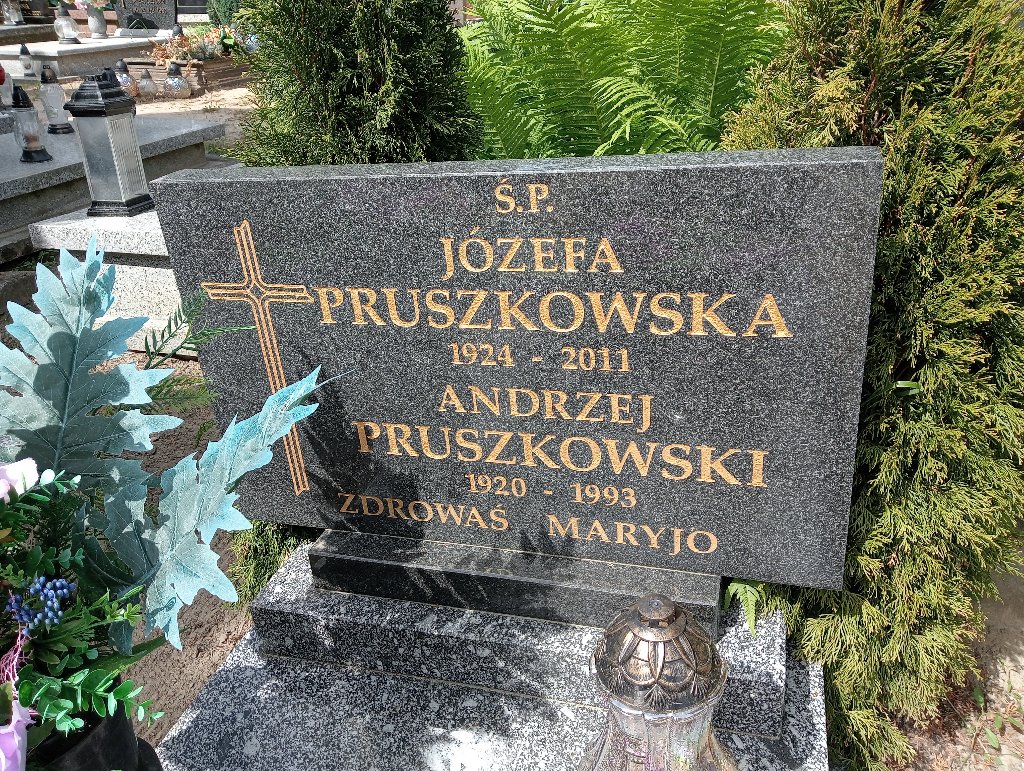 Ś.P.
JÓZEFA
PRUSZKOWSKA
1924 - 2011
ANDRZEJ
PRUSZKOWSKI
1920 - 1993
ZDROWAŚ MARYJO